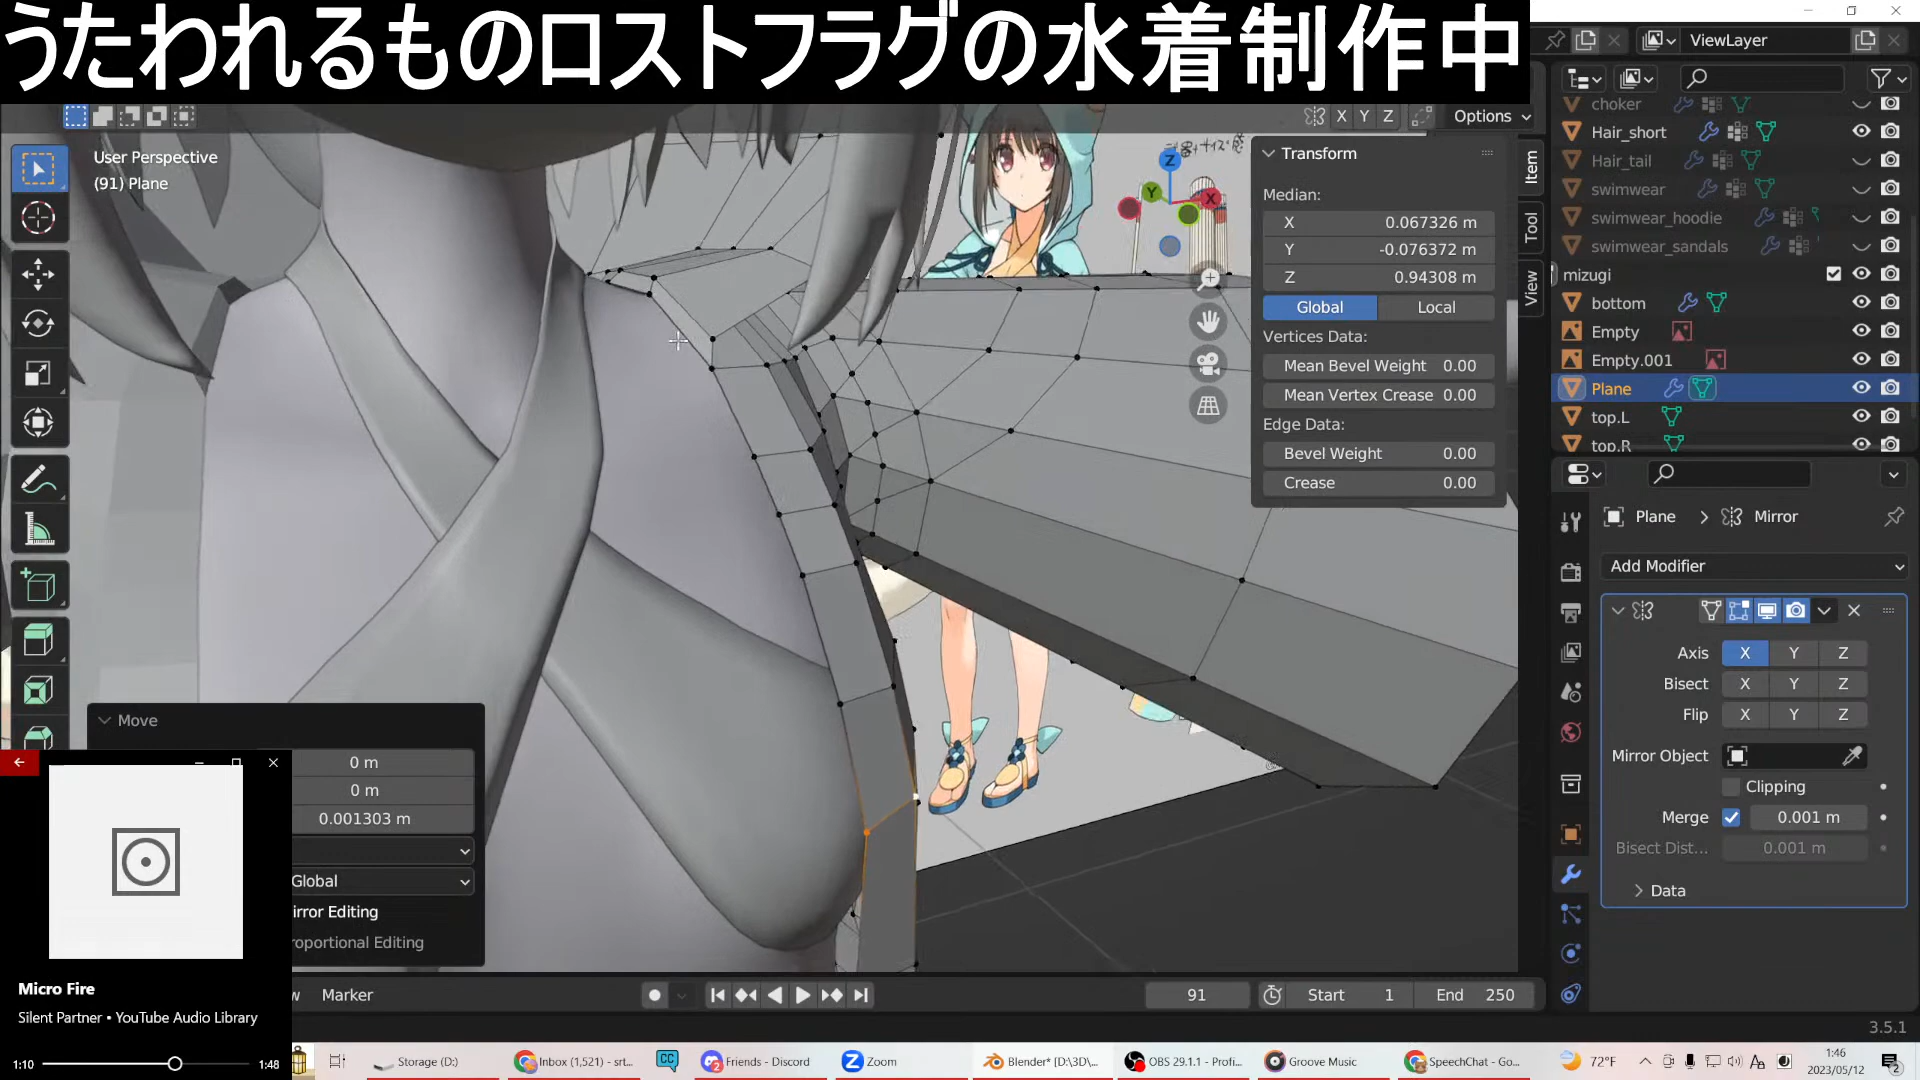 うたわれるものロストフラグの水着制作中
ViewLayer
X Y Z
Options
User Perspective
(91) Plane
Transform
Median:
X 0.067326 m
Y -0.076372 m
Z 0.94308 m
Global Local
Vertices Data:
Mean Bevel Weight 0.00
Mean Vertex Crease 0.00
Edge Data:
Bevel Weight 0.00
Crease 0.00
Item
Tool
View
Z
Y
X
choker
Hair_short
Hair_tail
swimwear
swimwear_hoodie
swimwear_sandals
mizugi
bottom
Empty
Empty.001
Plane
top.L
top.R
Plane > Mirror
Add Modifier
Axis X Y Z
Bisect X Y Z
Flip X Y Z
Mirror Object
Clipping
Merge 0.001 m
Bisect Dist... 0.001 m
Data
Move
0 m
0 m
0.001303 m
Global
irror Editing
roportional Editing
Micro Fire
Silent Partner • YouTube Audio Library
1:10 1:48
w Marker
91 Start 1 End 250
3.5.1
Storage (D:)
Inbox (1,521) - srt...
CC
Friends - Discord
Zoom
Blender* [D:\3D\...
OBS 29.1.1 - Profi...
Groove Music
SpeechChat - Go...
72°F
1:46
2023/05/12
2